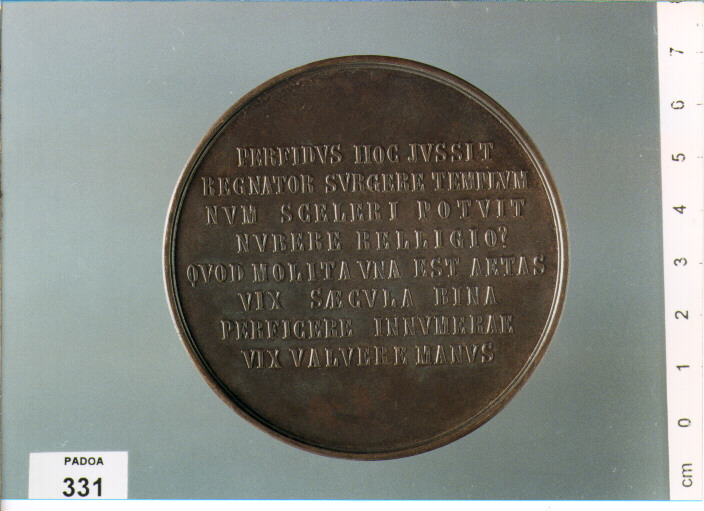 PERFIDVS HOC JVSSIT
REGNATOR SVRGERE TEMPLVM
NVM SCELERI POTVIT
NVBERE RELLIGIO?
QVOD MOLITA VNA EST AETAS
VIX SÆCVLA BINA
PERFICERE INNVMERAE
VIX VALVERE MANVS
PADOA
331
cm 0 1 2 3 4 5 6 7